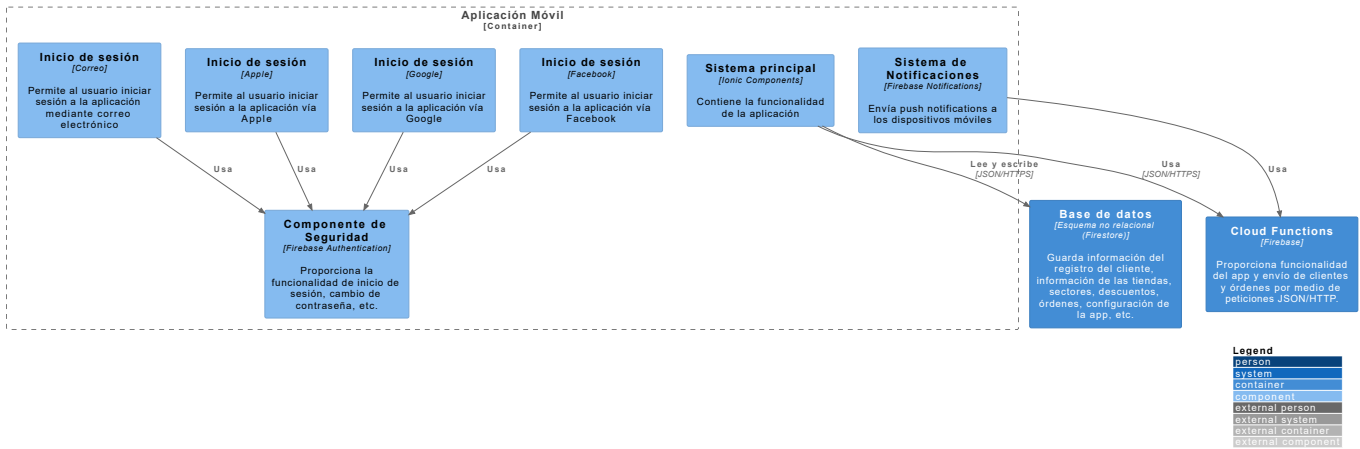 Aplicación Móvil
[Container]
Inicio de sesión
[Correo]
Permite al usuario iniciar
sesión a la aplicación
mediante correo
electrónico
Inicio de sesión
[Apple]
Permite al usuario iniciar
sesión a la aplicación vía
Apple
Inicio de sesión
[Google]
Permite al usuario iniciar
sesión a la aplicación vía
Google
Inicio de sesión
[Facebook]
Permite al usuario iniciar
sesión a la aplicación vía
Facebook
Sistema principal
[Ionic Components]
Contiene la funcionalidad
de la aplicación
Sistema de
Notificaciones
[Firebase Notifications]
Envía push notifications a
los dispositivos móviles
Usa
Usa
Usa
Usa
Lee y escribe
[JSON/HTTPS]
Usa
[JSON/HTTPS]
Usa
Componente de
Seguridad
[Firebase Authentication]
Proporciona la
funcionalidad de inicio de
sesión, cambio de
contraseña, etc.
Base de datos
[Esquema no relacional
(Firestore)]
Guarda información del
registro del cliente,
información de las tiendas,
sectores, descuentos,
órdenes, configuración de
la app, etc.
Cloud Functions
[Firebase]
Proporciona funcionalidad
del app y envío de clientes
y órdenes por medio de
peticiones JSON/HTTP.
Legend
person
system
container
component
external person
external system
external container
external component